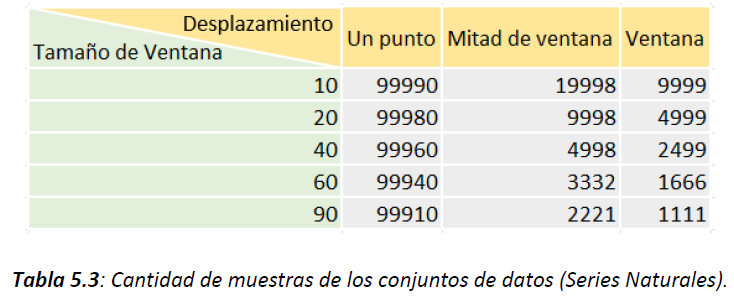 Desplazamiento
Tamaño de Ventana
Un punto Mitad de ventana Ventana
10 99990 19998 9999
20 99980 9998 4999
40 99960 4998 2499
60 99940 3332 1666
90 99910 2221 1111
Tabla 5.3: Cantidad de muestras de los conjuntos de datos (Series Naturales).